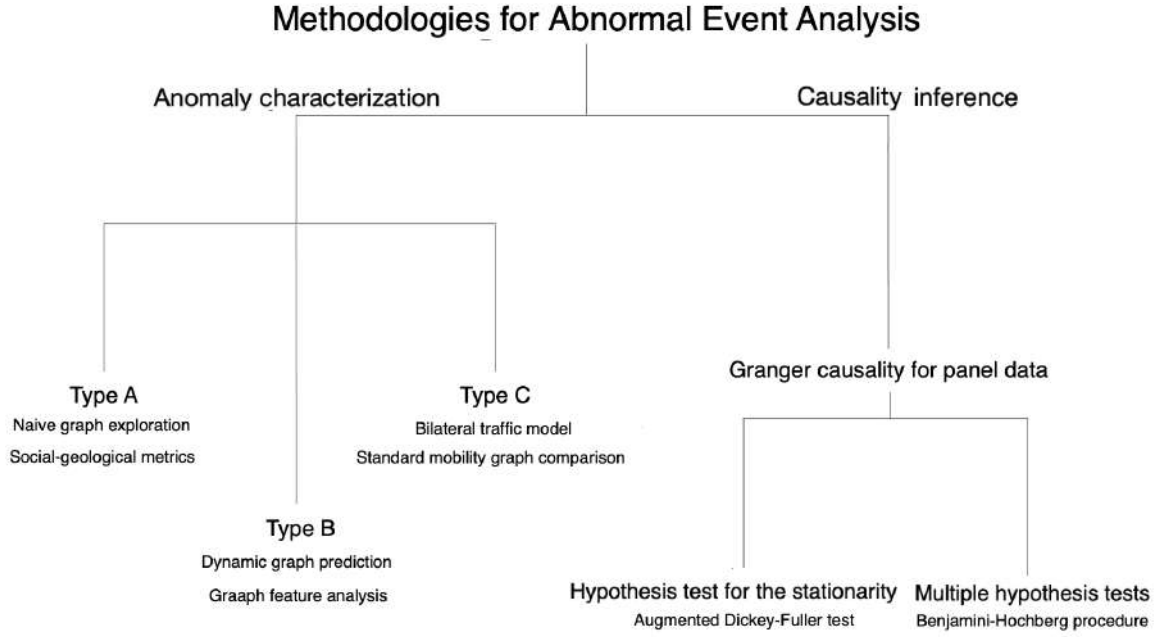 Methodologies for Abnormal Event Analysis
Anomaly characterization
Causality inference
Type A
Naive graph exploration
Social-geological metrics
Type B
Dynamic graph prediction
Graaph feature analysis
Type C
Bilateral traffic model
Standard mobility graph comparison
Granger causality for panel data
Hypothesis test for the stationarity
Augmented Dickey-Fuller test
Multiple hypothesis tests
Benjamini-Hochberg procedure